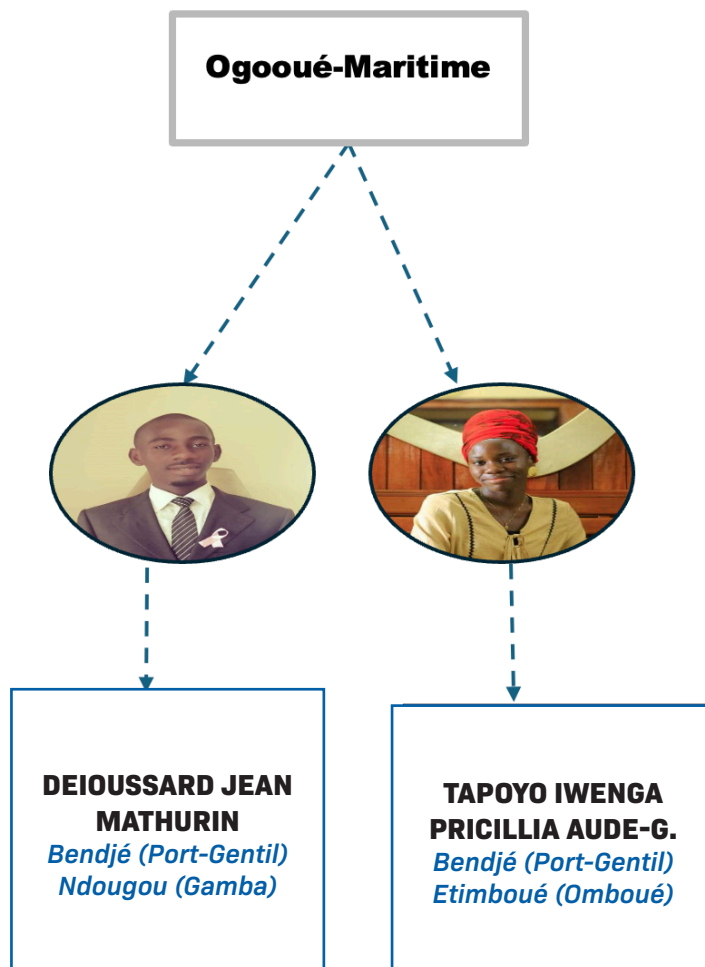 Ogooué-Maritime
DEIOUSSARD JEAN
MATHURIN
Bendjé (Port-Gentil)
Ndougou (Gamba)
TAPOYO IWENGA
PRICILLIA AUDE-G.
Bendjé (Port-Gentil)
Etimboué (Omboué)